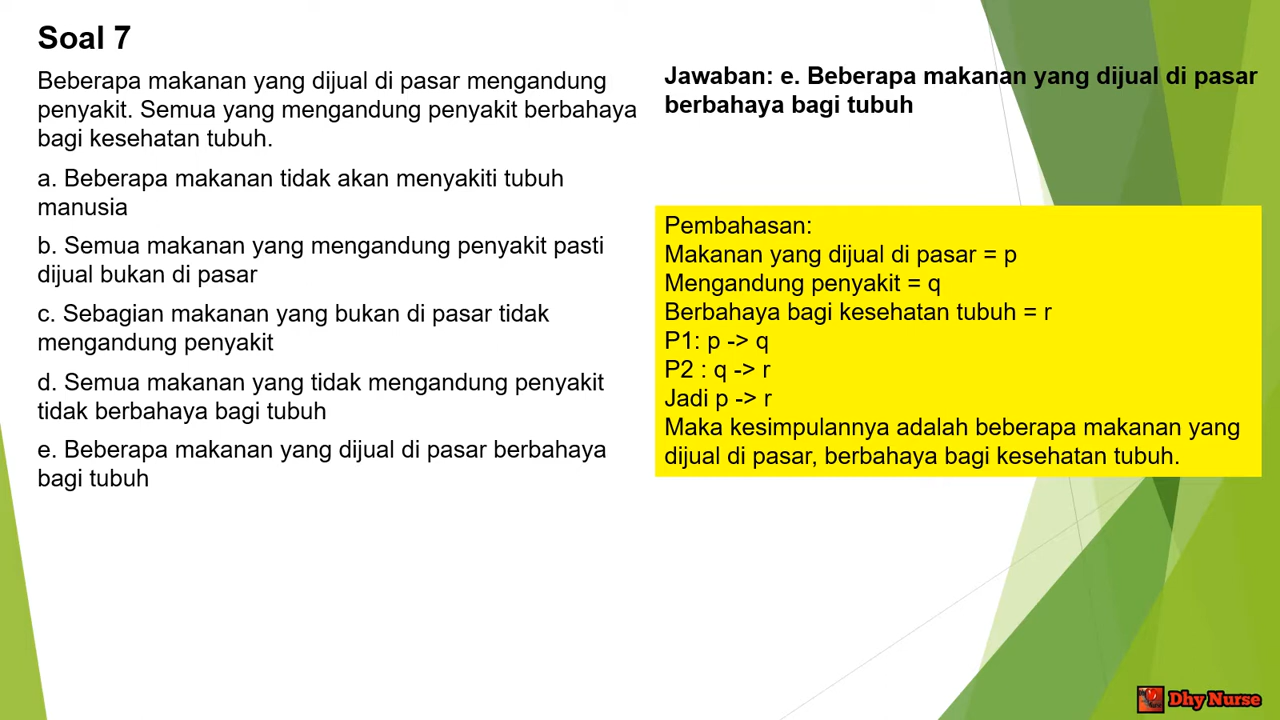 Soal 7
Beberapa makanan yang dijual di pasar mengandung
penyakit. Semua yang mengandung penyakit berbahaya
bagi kesehatan tubuh.
a. Beberapa makanan tidak akan menyakiti tubuh
manusia
b. Semua makanan yang mengandung penyakit pasti
dijual bukan di pasar
c. Sebagian makanan yang bukan di pasar tidak
mengandung penyakit
d. Semua makanan yang tidak mengandung penyakit
tidak berbahaya bagi tubuh
e. Beberapa makanan yang dijual di pasar berbahaya
bagi tubuh
Jawaban: e. Beberapa makanan yang dijual di pasar
berbahaya bagi tubuh
Pembahasan:
Makanan yang dijual di pasar = p
Mengandung penyakit = q
Berbahaya bagi kesehatan tubuh = r
P1: p -> q
P2 : q -> r
Jadi p -> r
Maka kesimpulannya adalah beberapa makanan yang
dijual di pasar, berbahaya bagi kesehatan tubuh.
Dhy Nurse